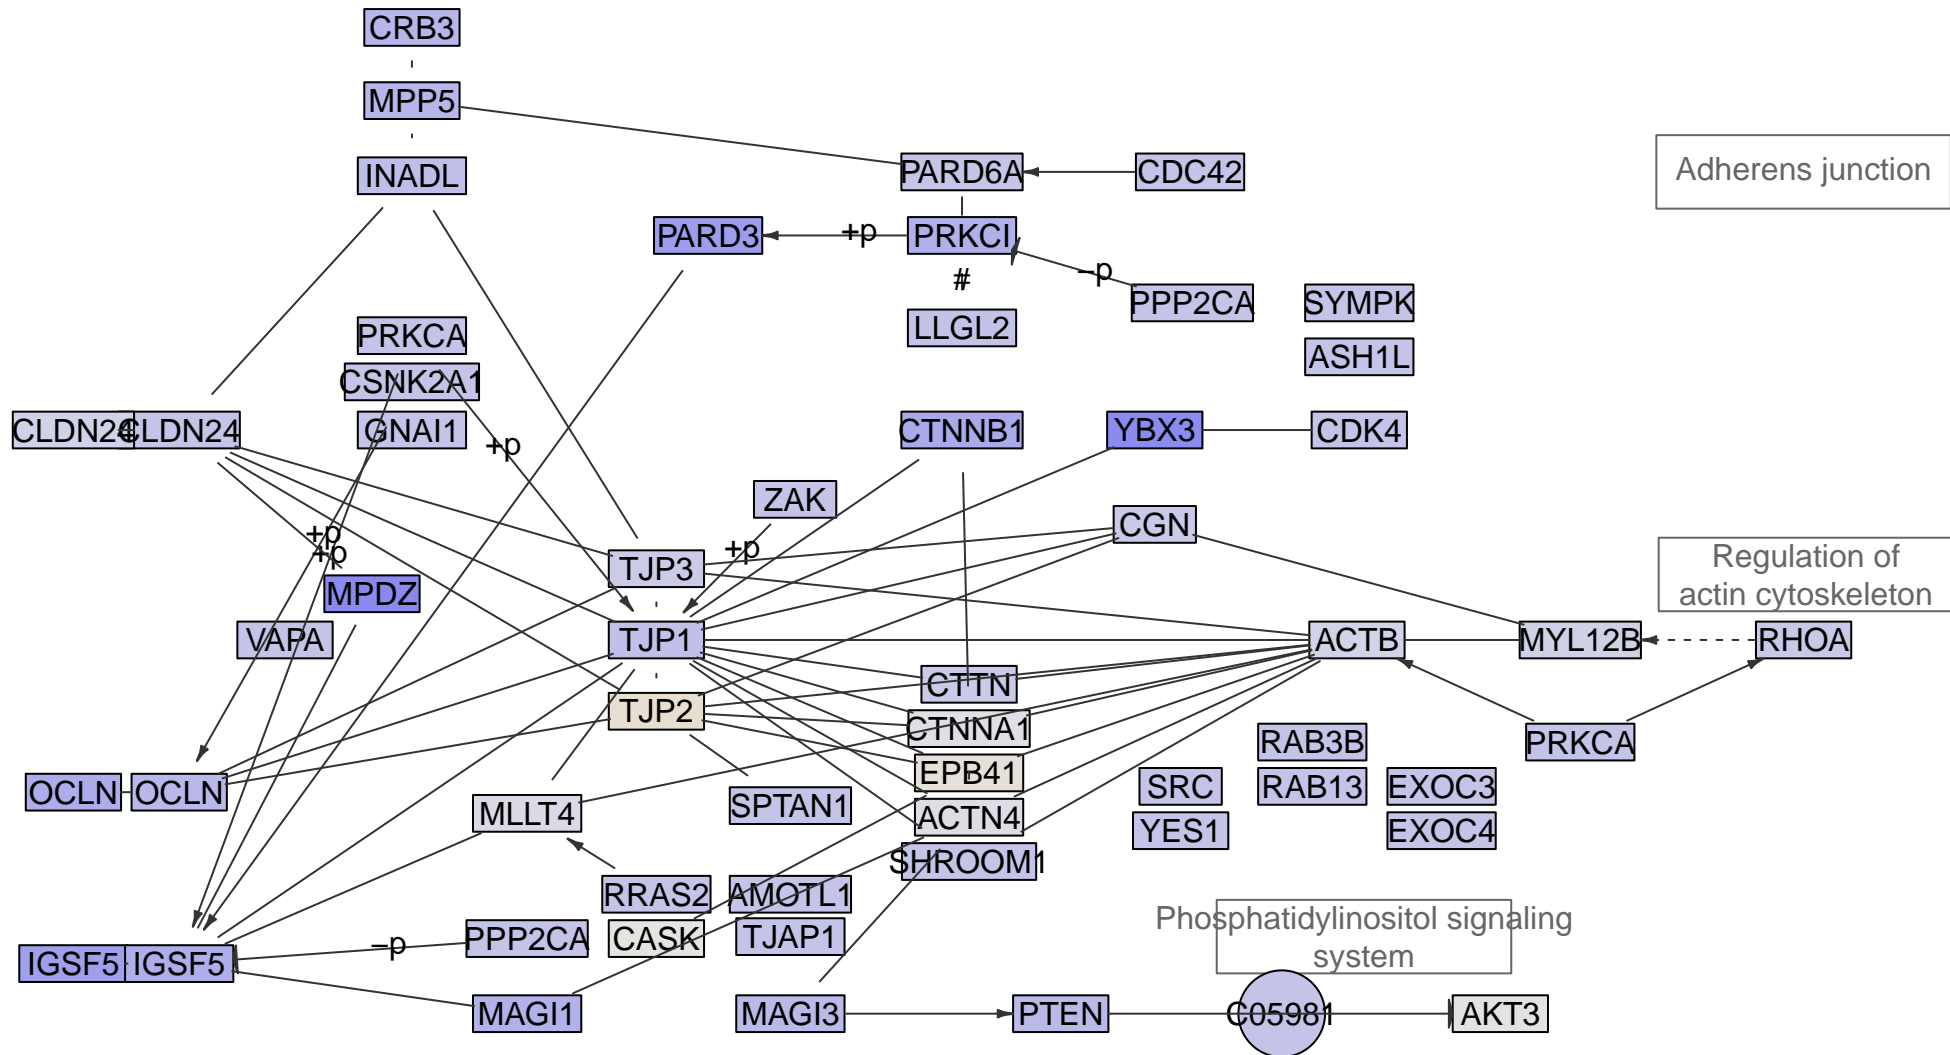 CRB3
MPP5
INADL
PARD6A
CDC42
Adherens junction
PARD3
+p
PRKCI
–p
#
PPP2CA
SYMPK
LLGL2
PRKCA
ASH1L
CSNK2A1
CLDN24
CLDN24
GNAI1
+p
CTNNB1
YBX3
CDK4
ZAK
CGN
+p
+p
+p
TJP3
Regulation of
actin cytoskeleton
MPDZ
VAPA
TJP1
ACTB
MYL12B
RHOA
CTTN
TJP2
CTNNA1
RAB3B
PRKCA
EPB41
OCLN
OCLN
SRC
RAB13
EXOC3
MLLT4
SPTAN1
ACTN4
YES1
EXOC4
SHROOM1
RRAS2
AMOTL1
Phosphatidylinositol signaling
system
PPP2CA
CASK
TJAP1
–p
IGSF5
IGSF5
MAGI1
MAGI3
PTEN
C05981
AKT3